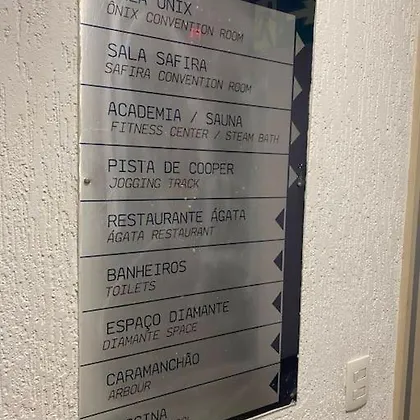 ÔNIX
ÔNIX CONVENTION ROOM
SALA SAFIRA
SAFIRA CONVENTION ROOM
ACADEMIA / SAUNA
FITNESS CENTER / STEAM BATH
PISTA DE COOPER
JOGGING TRACK
RESTAURANTE ÁGATA
ÁGATA RESTAURANT
BANHEIROS
TOILETS
ESPAÇO DIAMANTE
DIAMANTE SPACE
CARAMANCHÃO
ARBOUR